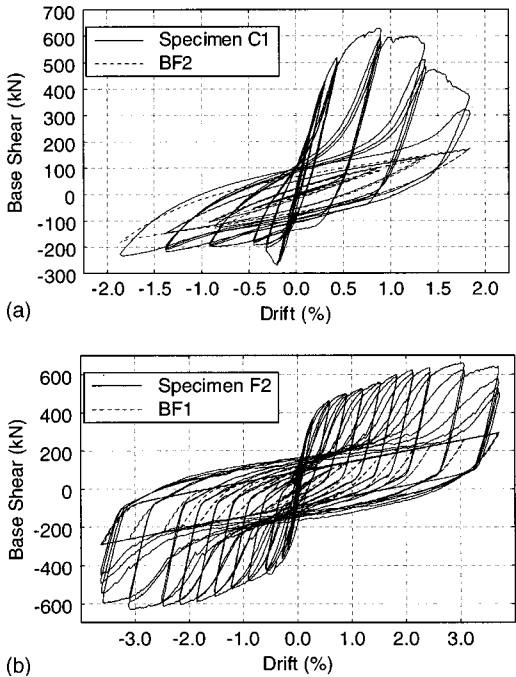 700
600
500
400
300
200
100
0
-100
-200
-300
Base Shear (kN)
Specimen C1
BF2
-2.0 -1.5 -1.0 -0.5 0.0 0.5 1.0 1.5 2.0
Drift (%)
(a)
600
400
200
0
-200
-400
-600
Base Shear (kN)
Specimen F2
BF1
-3.0 -2.0 -1.0 0.0 1.0 2.0 3.0
Drift (%)
(b)